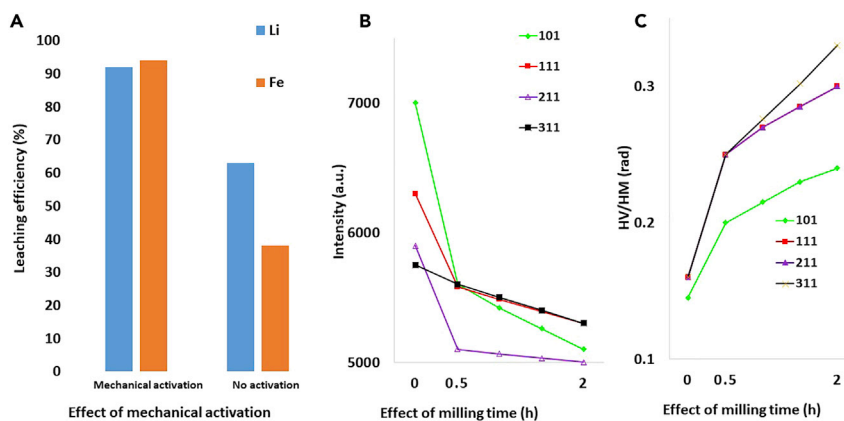 A
Leaching efficiency (%)
100
90
80
70
60
50
40
30
20
10
0
Li
Fe
Mechanical activation
No activation
Effect of mechanical activation
B
Intensity (a.u.)
7000
6000
5000
101
111
211
311
0
0.5
2
Effect of milling time (h)
C
HV/HM (rad)
0.3
0.2
0.1
101
111
211
311
0
0.5
2
Effect of milling time (h)